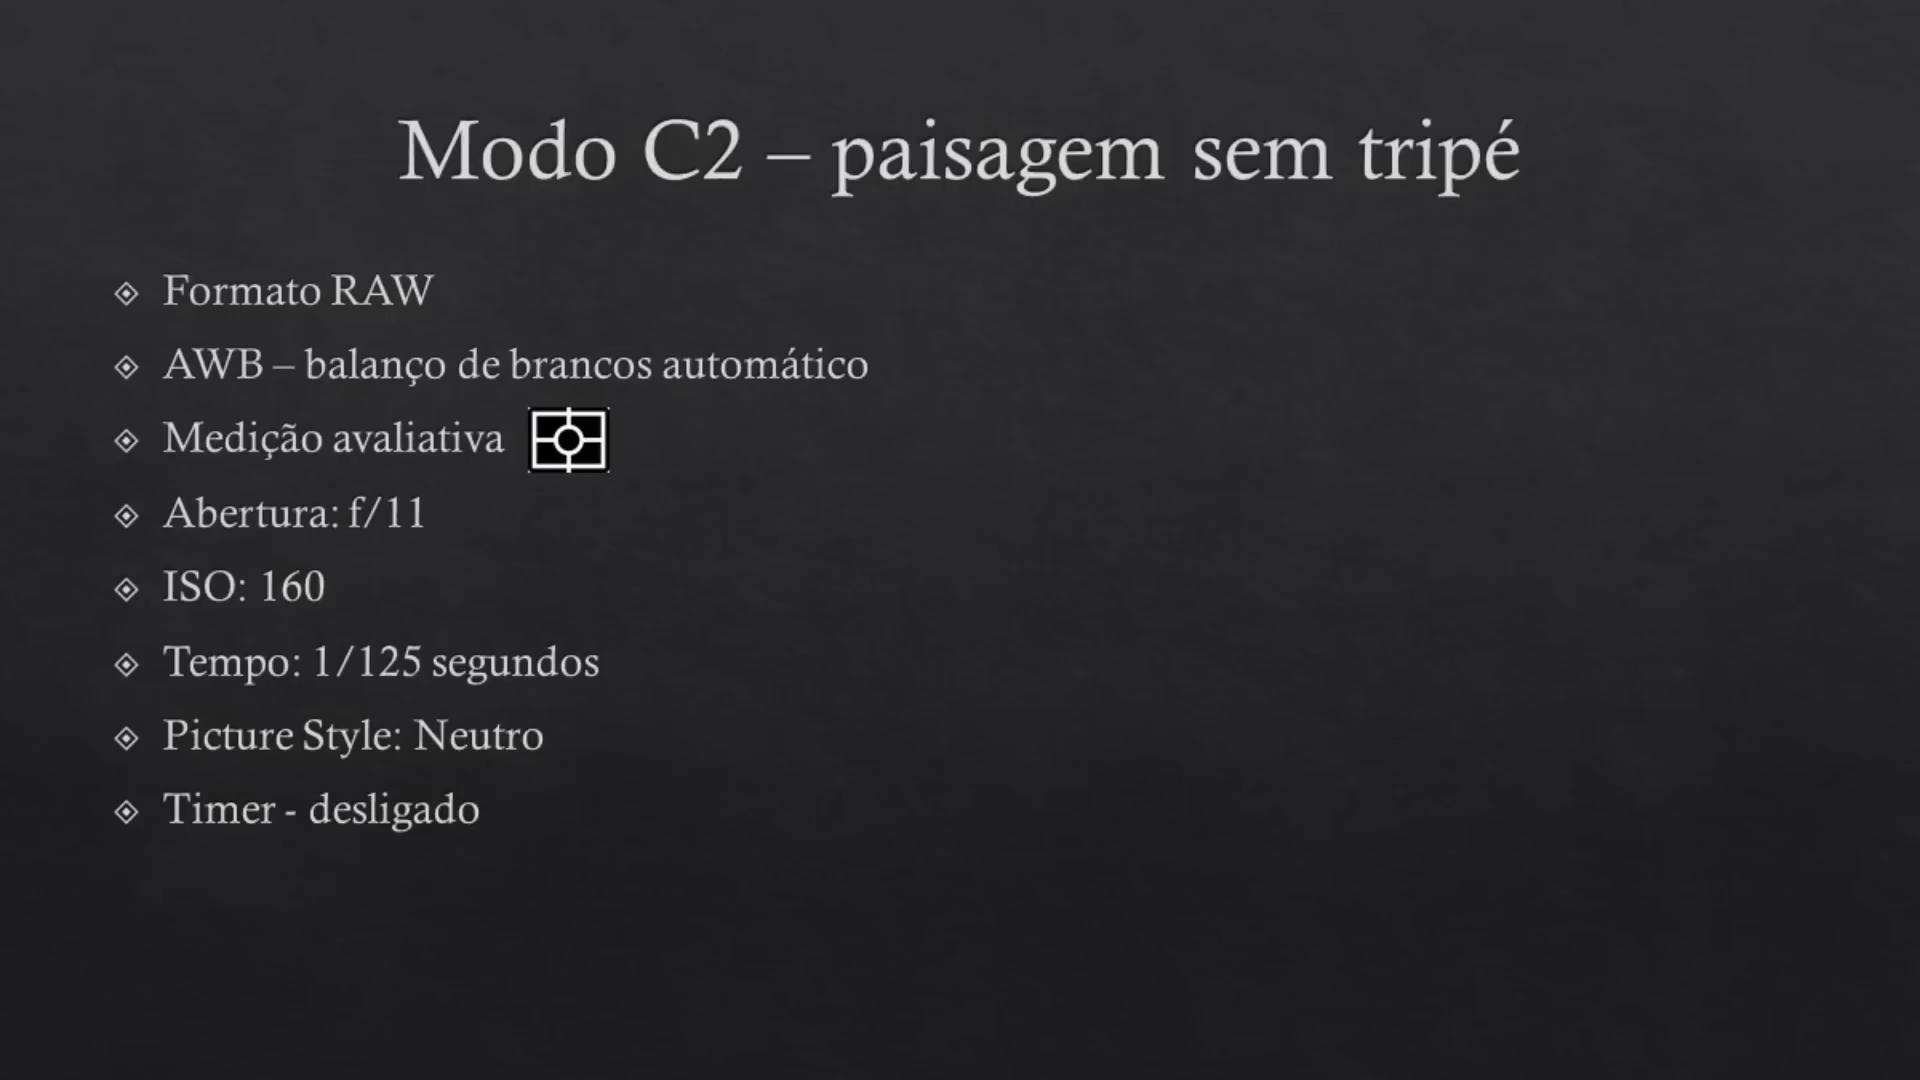 Modo C2 – paisagem sem tripé
Formato RAW
AWB – balanço de brancos automático
Medição avaliativa
Abertura: f/11
ISO: 160
Tempo: 1/125 segundos
Picture Style: Neutro
Timer - desligado